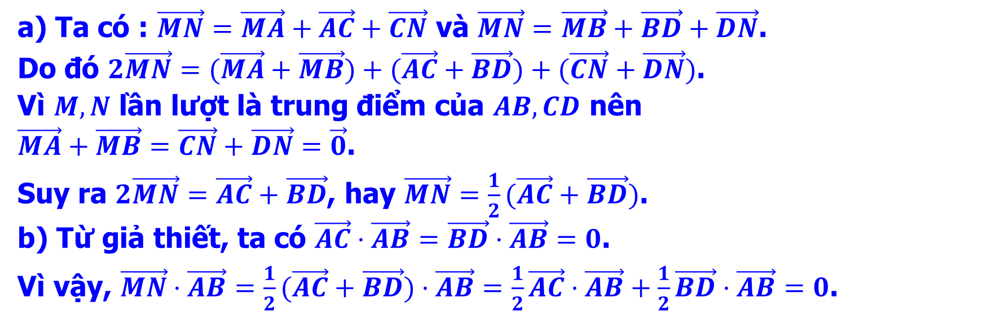 a) Ta có : $\overrightarrow{MN} = \overrightarrow{MA} + \overrightarrow{AC} + \overrightarrow{CN}$ và $\overrightarrow{MN} = \overrightarrow{MB} + \overrightarrow{BD} + \overrightarrow{DN}$.
Do đó $2\overrightarrow{MN} = (\overrightarrow{MA} + \overrightarrow{MB}) + (\overrightarrow{AC} + \overrightarrow{BD}) + (\overrightarrow{CN} + \overrightarrow{DN})$.
Vì $M, N$ lần lượt là trung điểm của $AB, CD$ nên
$\overrightarrow{MA} + \overrightarrow{MB} = \overrightarrow{CN} + \overrightarrow{DN} = \overrightarrow{0}$.
Suy ra $2\overrightarrow{MN} = \overrightarrow{AC} + \overrightarrow{BD}$, hay $\overrightarrow{MN} = \frac{1}{2}(\overrightarrow{AC} + \overrightarrow{BD})$.
b) Từ giả thiết, ta có $\overrightarrow{AC} \cdot \overrightarrow{AB} = \overrightarrow{BD} \cdot \overrightarrow{AB} = 0$.
Vì vậy, $\overrightarrow{MN} \cdot \overrightarrow{AB} = \frac{1}{2}(\overrightarrow{AC} + \overrightarrow{BD}) \cdot \overrightarrow{AB} = \frac{1}{2}\overrightarrow{AC} \cdot \overrightarrow{AB} + \frac{1}{2}\overrightarrow{BD} \cdot \overrightarrow{AB} = 0$.